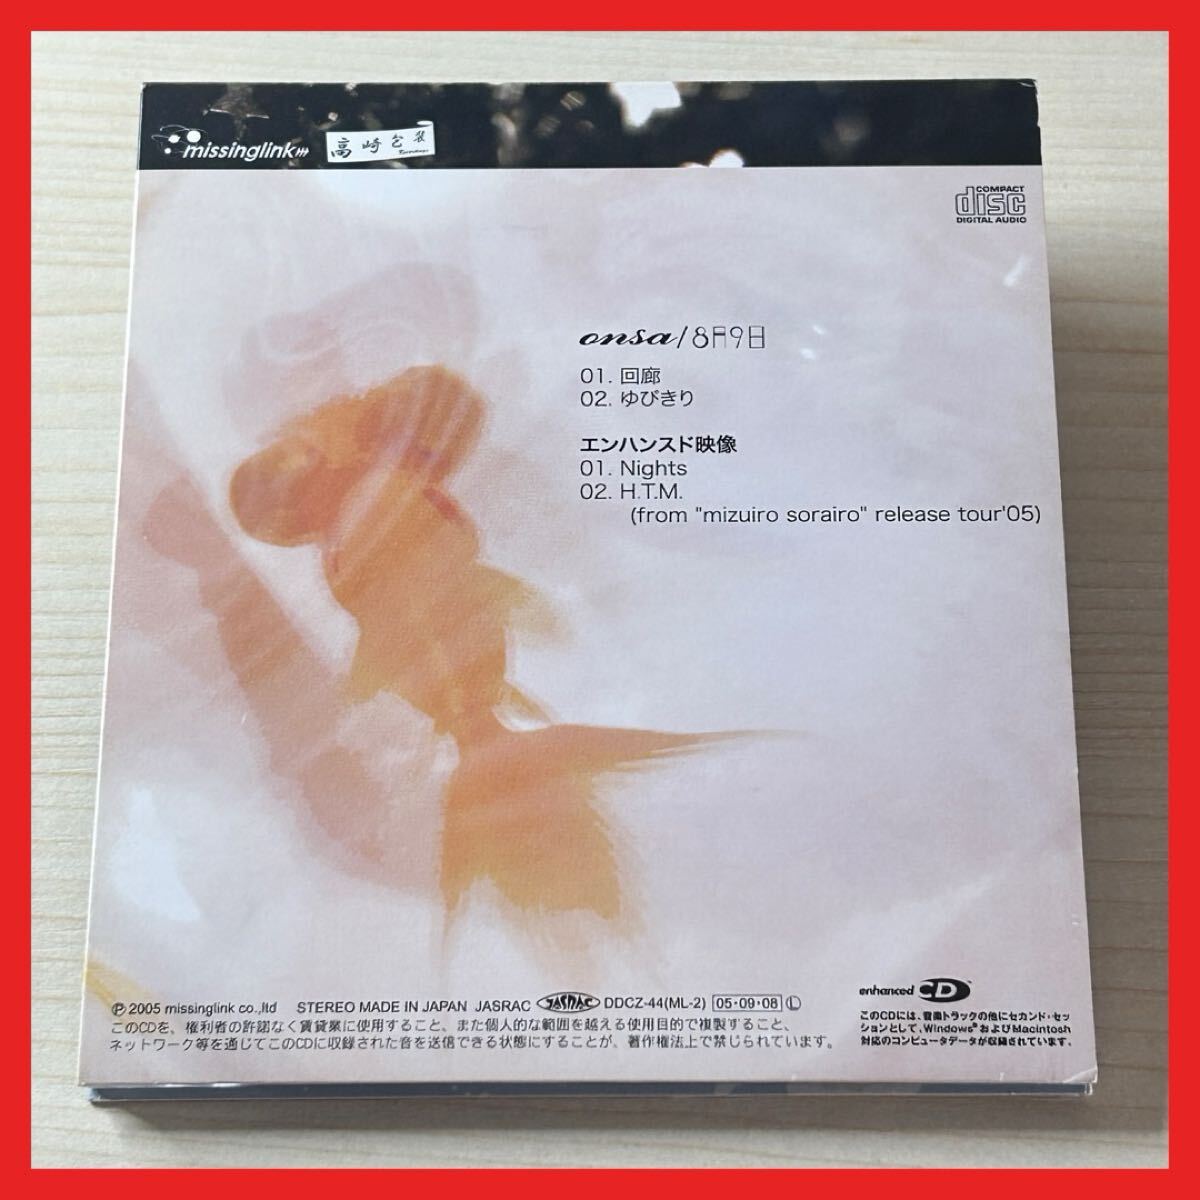 missinglink
高崎包装
COMPACT
disc
DIGITAL AUDIO
onsa/8月9日
01. 回廊
02. ゆびきり
エンハンスド映像
01. Nights
02. H.T.M.
(from "mizuiro sorairo" release tour'05)
℗ 2005 missinglink co.,ltd STEREO MADE IN JAPAN JASRAC JASRAC DDCZ-44(ML-2) 05・09・08 Ⓛ
このCDを、権利者の許諾なく賃貸業に使用すること、また個人的な範囲を越える使用目的で複製すること、
ネットワーク等を通じてこのCDに収録された音を送信できる状態にすることが、著作権法上で禁じられています。
enhanced CD
このCDには、音楽トラックの他にセカンド・セッ
ションとして、Windows®およびMacintosh
対応のコンピュータデータが収録されています。